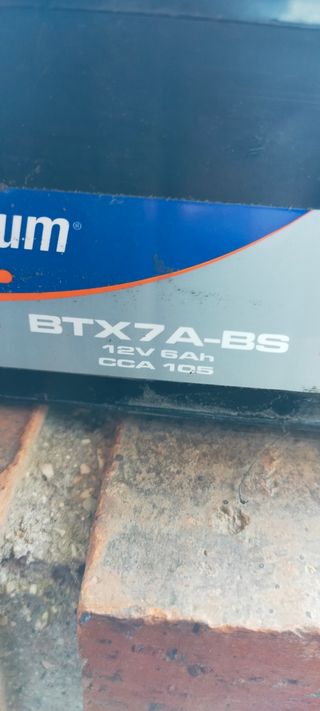 um®
BTX7A-BS
12V 6Ah
CCA 105